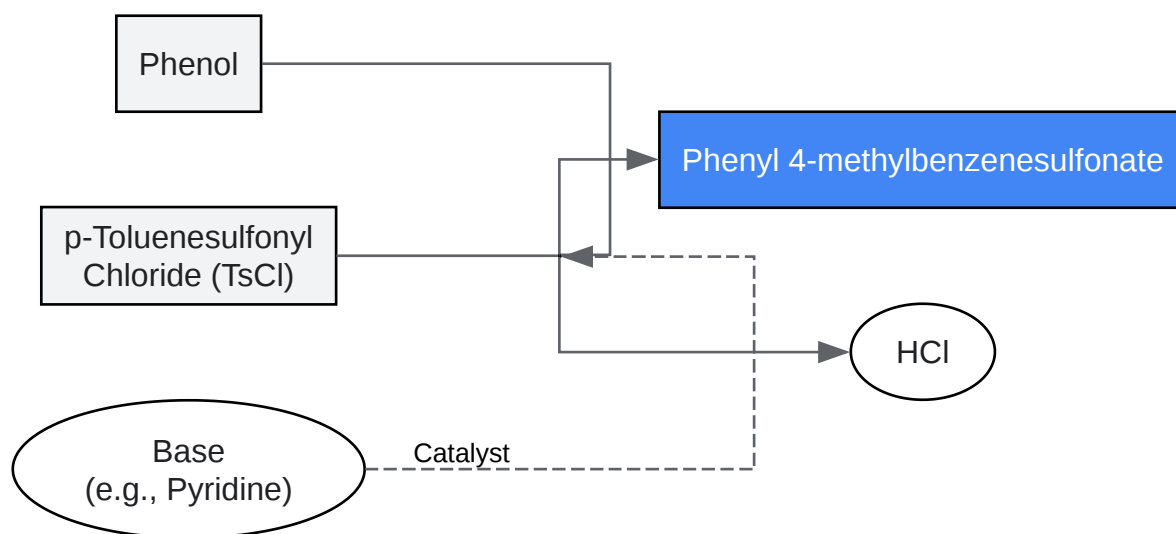 Phenol
Phenyl 4-methylbenzenesulfonate
p-Toluenesulfonyl
Chloride (TsCl)
HCl
Base
(e.g., Pyridine)
Catalyst